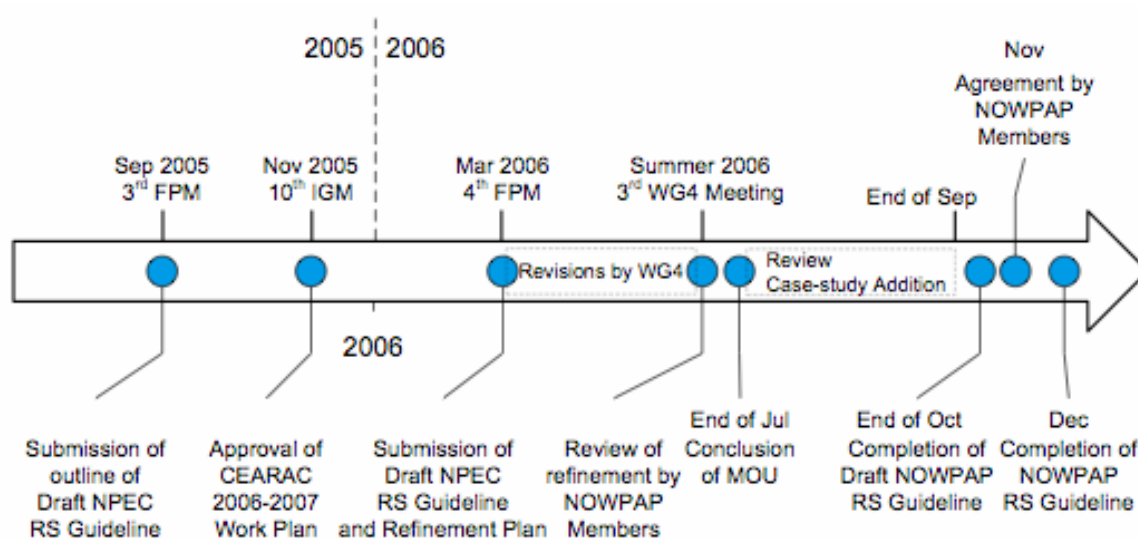 2005
2006
Nov
Agreement by
NOWPAP
Members
Sep 2005
3rd FPM
Nov 2005
10th IGM
Mar 2006
4th FPM
Summer 2006
3rd WG4 Meeting
End of Sep
Revisions by WG4
Review
Case-study Addition
2006
Submission of
outline of
Draft NPEC
RS Guideline
Approval of
CEARAC
2006-2007
Work Plan
Submission of
Draft NPEC
RS Guideline
and Refinement Plan
Review of
refinement by
NOWPAP
Members
End of Jul
Conclusion
of MOU
End of Oct
Completion of
Draft NOWPAP
RS Guideline
Dec
Completion of
NOWPAP
RS Guideline